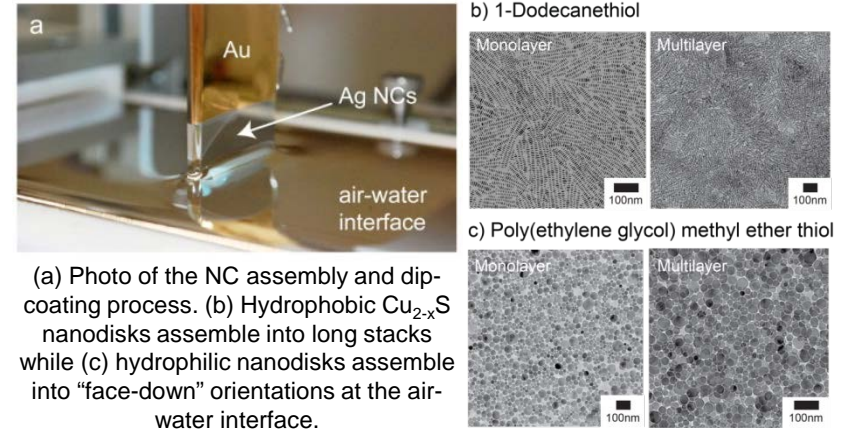 a
Au
Ag NCs
air-water
interface
(a) Photo of the NC assembly and dip-
coating process. (b) Hydrophobic Cu₂₋ₓS
nanodisks assemble into long stacks
while (c) hydrophilic nanodisks assemble
into “face-down” orientations at the air-
water interface.
b) 1-Dodecanethiol
Monolayer
Multilayer
100nm
100nm
c) Poly(ethylene glycol) methyl ether thiol
Monolayer
Multilayer
100nm
100nm